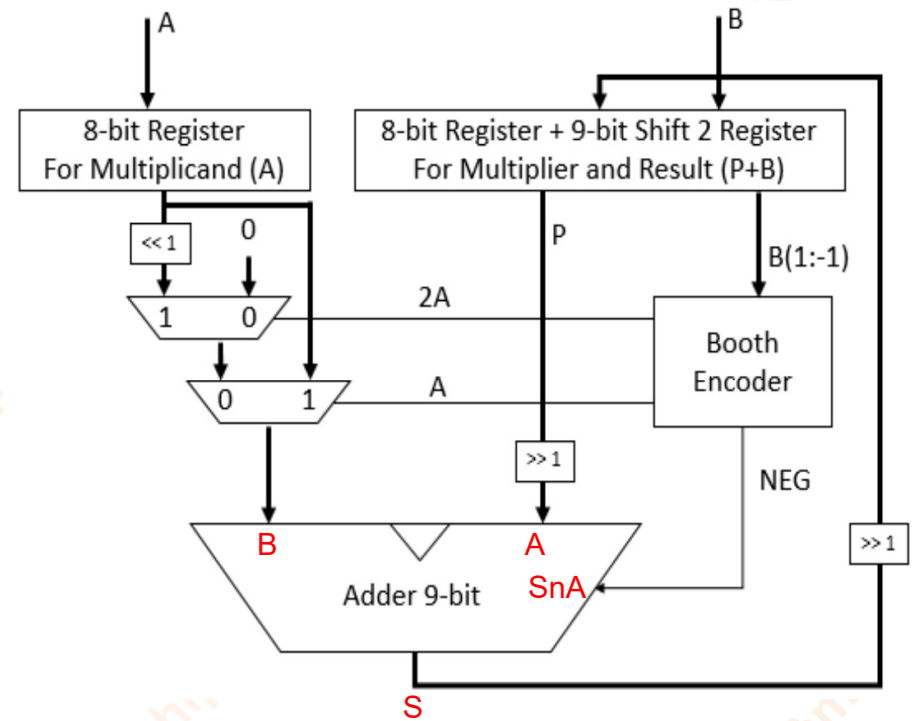 A
B
8-bit Register
For Multiplicand (A)
8-bit Register + 9-bit Shift 2 Register
For Multiplier and Result (P+B)
<< 1
0
P
B(1:-1)
1 0
2A
Booth
Encoder
0 1
A
>> 1
NEG
>> 1
B
A
SnA
Adder 9-bit
S